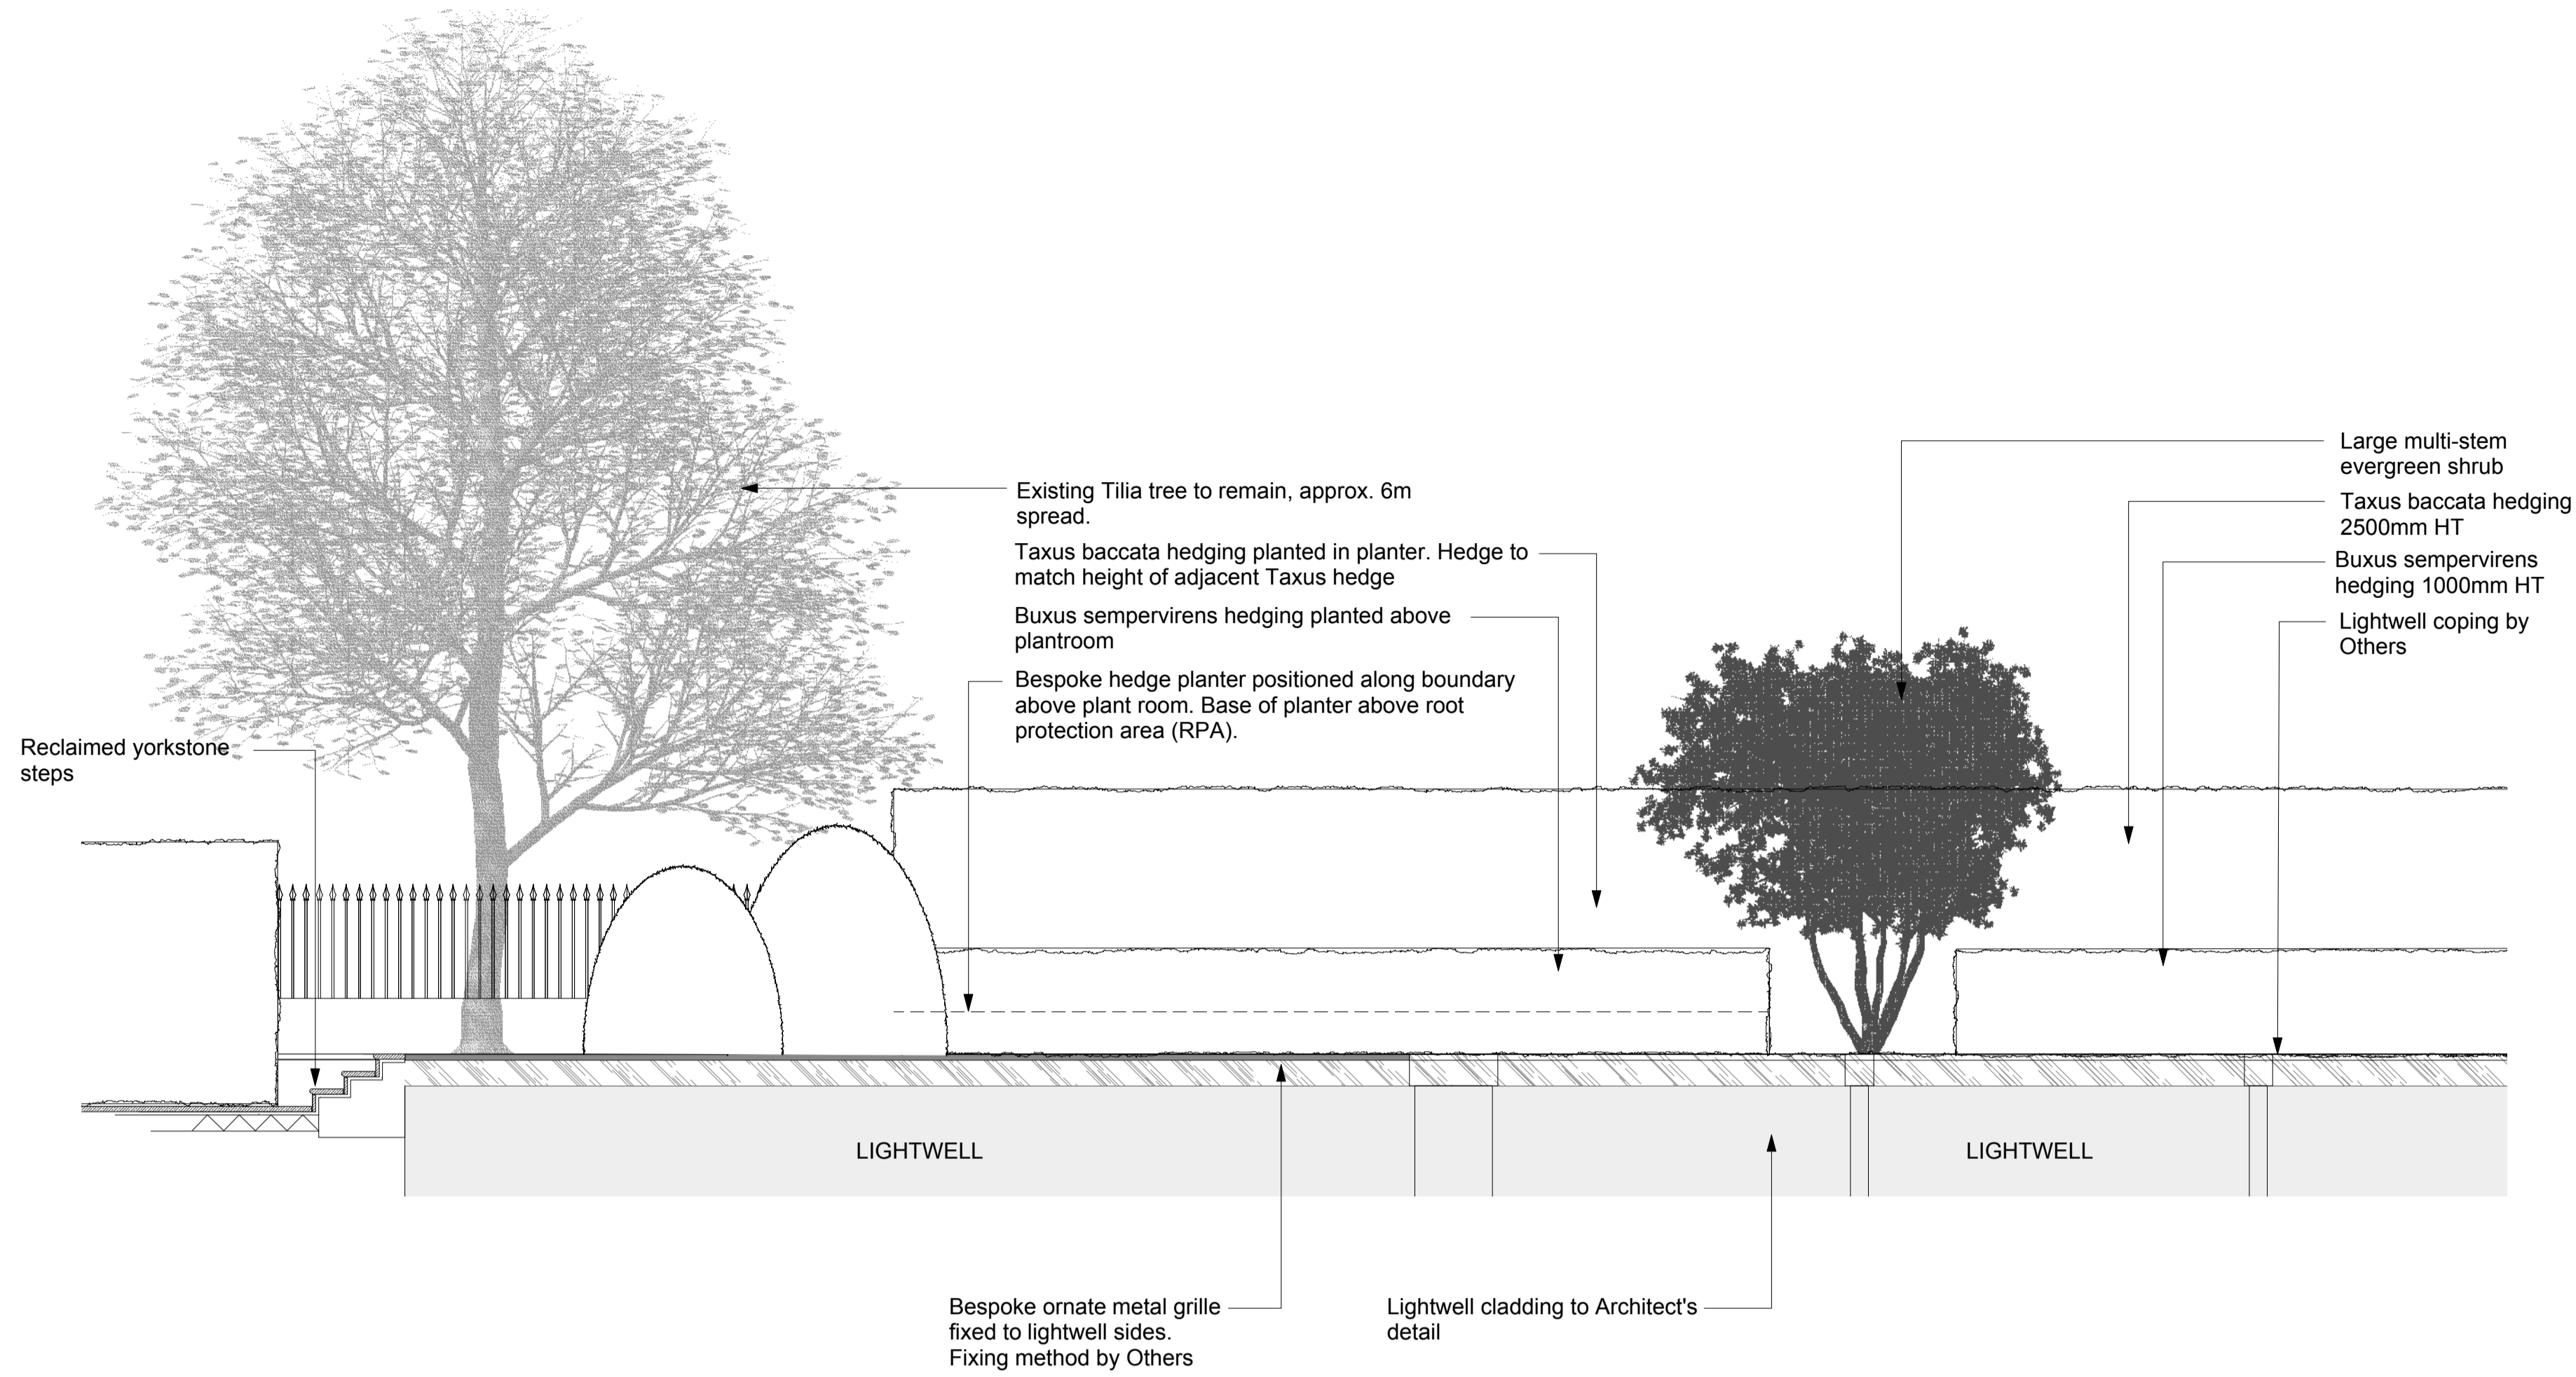 Existing Tilia tree to remain, approx. 6m
spread.
Taxus baccata hedging planted in planter. Hedge to
match height of adjacent Taxus hedge
Buxus sempervirens hedging planted above
plantroom
Bespoke hedge planter positioned along boundary
above plant room. Base of planter above root
protection area (RPA).
Large multi-stem
evergreen shrub
Taxus baccata hedging
2500mm HT
Buxus sempervirens
hedging 1000mm HT
Lightwell coping by
Others
Reclaimed yorkstone
steps
LIGHTWELL
LIGHTWELL
Bespoke ornate metal grille
fixed to lightwell sides.
Fixing method by Others
Lightwell cladding to Architect's
detail